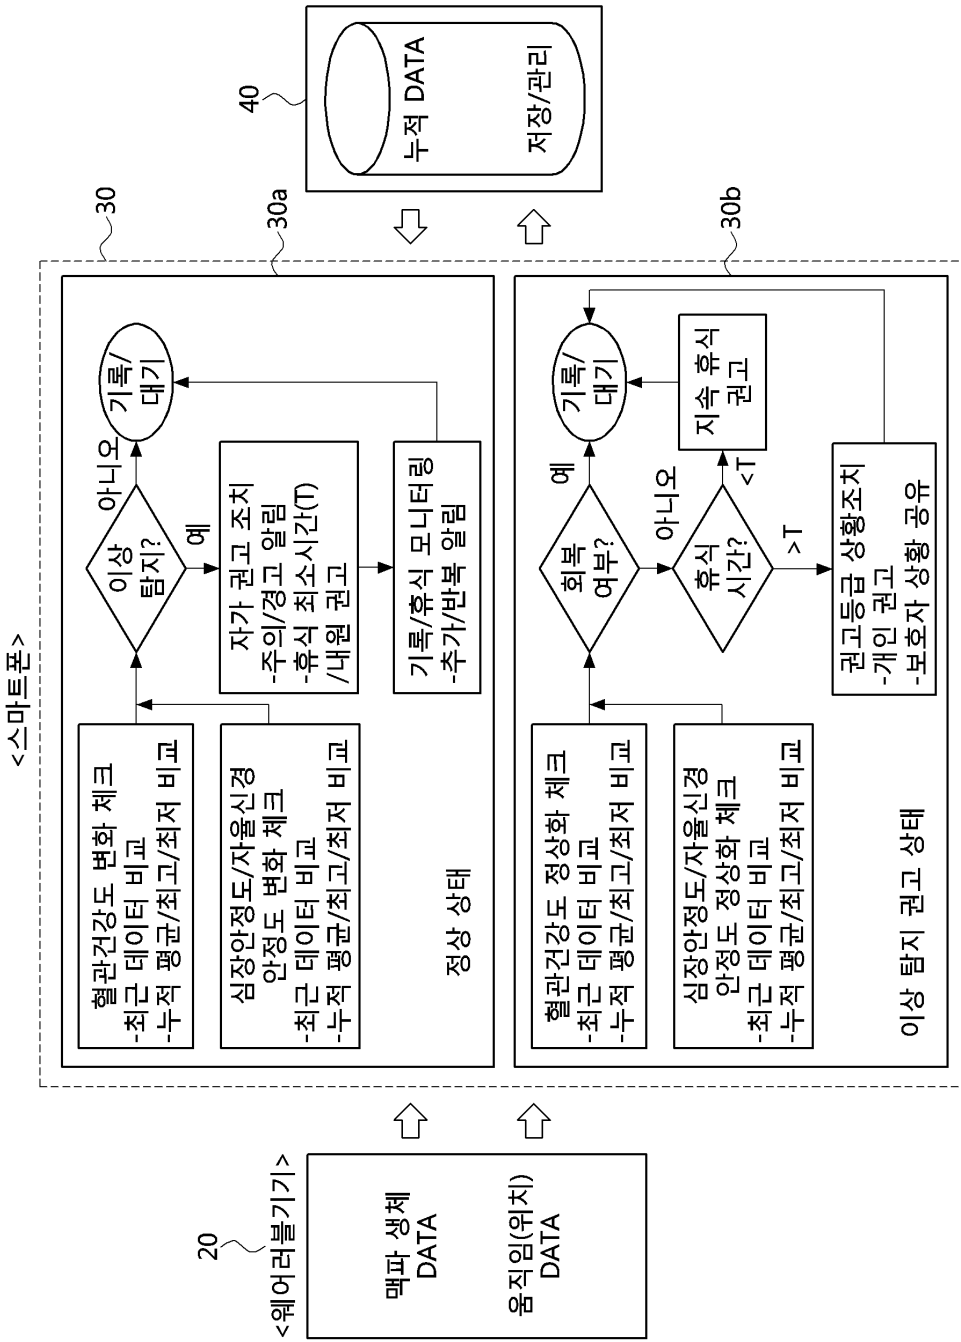 <스마트폰>
30
30a
혈관건강도 변화 체크
-최근 데이터 비교
-누적 평균/최고/최저 비교
심장안정도/자율신경
안정도 변화 체크
-최근 데이터 비교
-누적 평균/최고/최저 비교
이상
탐지?
아니오
예
기록/
대기
자가 권고 조치
-주의/경고 알림
-휴식 최소시간(T)
/내원 권고
기록/휴식 모니터링
-추가/반복 알림
정상 상태
30b
혈관건강도 정상화 체크
-최근 데이터 비교
-누적 평균/최고/최저 비교
심장안정도/자율신경
안정도 정상화 체크
-최근 데이터 비교
-누적 평균/최고/최저 비교
회복
여부?
예
아니오
기록/
대기
휴식
시간?
<T
>T
지속 휴식
권고
권고등급 상황조치
-개인 권고
-보호자 상황 공유
이상 탐지 권고 상태
20
<웨어러블기기>
맥파 생체
DATA
움직임(위치)
DATA
40
누적 DATA
저장/관리